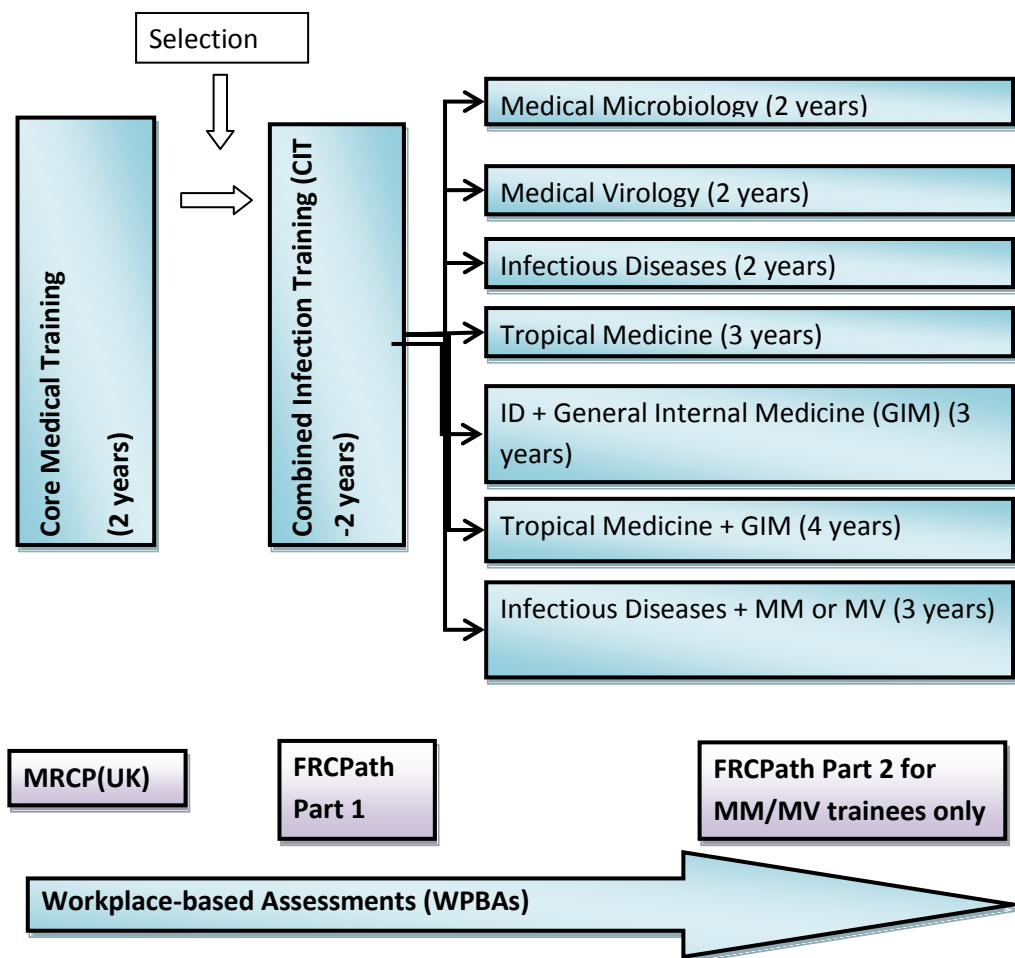 Selection
Core Medical Training
(2 years)
Combined Infection Training (CIT
-2 years)
Medical Microbiology (2 years)
Medical Virology (2 years)
Infectious Diseases (2 years)
Tropical Medicine (3 years)
ID + General Internal Medicine (GIM) (3
years)
Tropical Medicine + GIM (4 years)
Infectious Diseases + MM or MV (3 years)
MRCP(UK)
FRCPath
Part 1
FRCPath Part 2 for
MM/MV trainees only
Workplace-based Assessments (WPBAs)